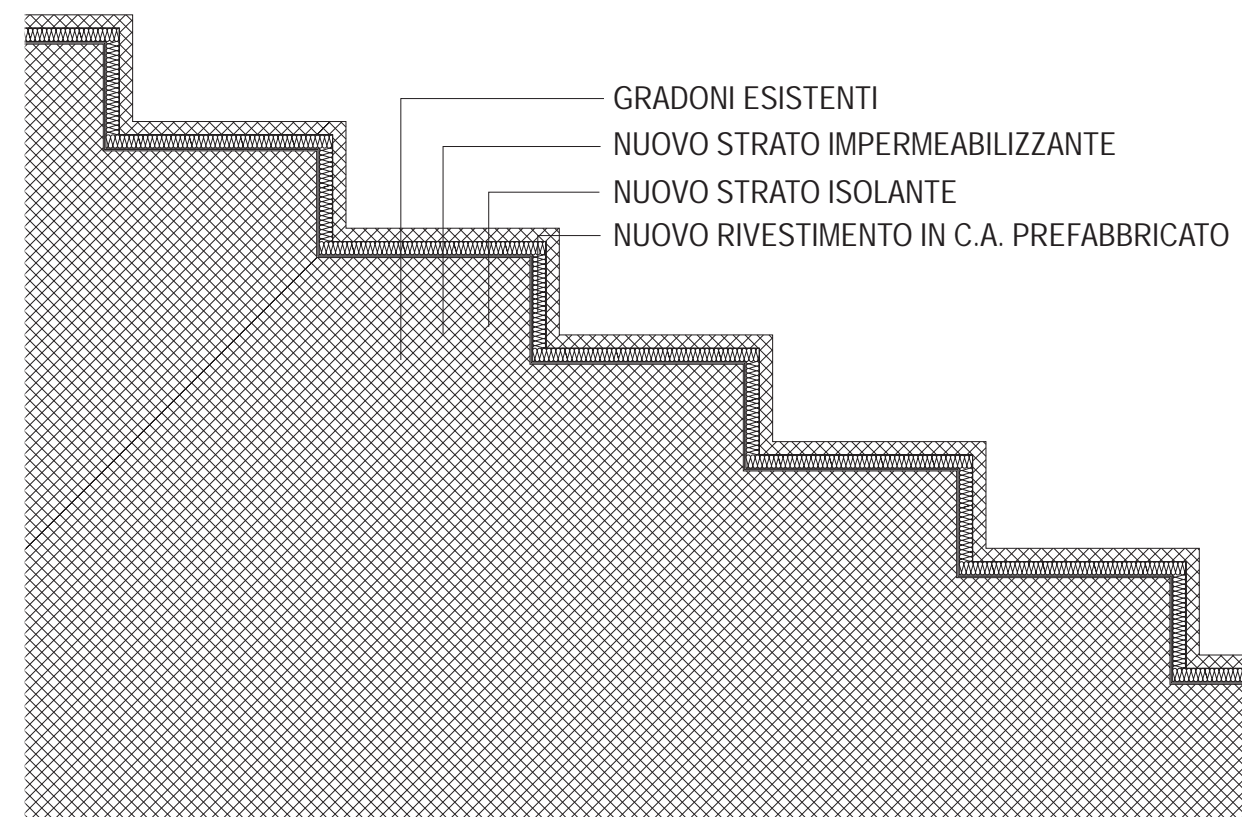 GRADONI ESISTENTI
NUOVO STRATO IMPERMEABILIZZANTE
NUOVO STRATO ISOLANTE
NUOVO RIVESTIMENTO IN C.A. PREFABBRICATO